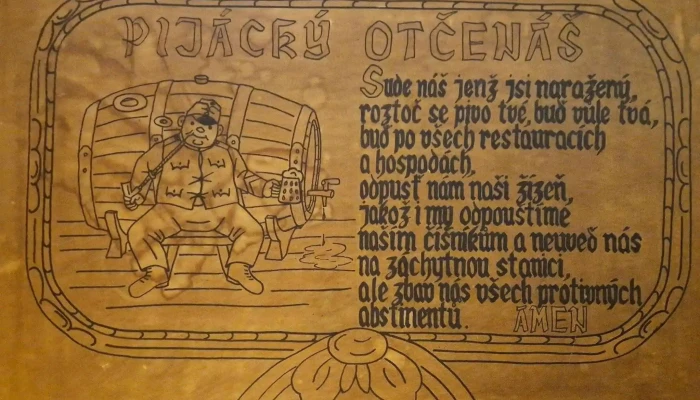 PIJÁCKÝ OTČENÁŠ
Sude náš jenž jsi naražený,
roztoč se pivo tvé, buď vůle tvá,
buď po všech restauracích
a hospodách,
odpusť nám naši žízeň,
jakož i my odpouštíme
našim číšníkům a neuveď nás
na záchytnou stanici,
ale zbav nás všech protivných
abstinentů.
AMEN